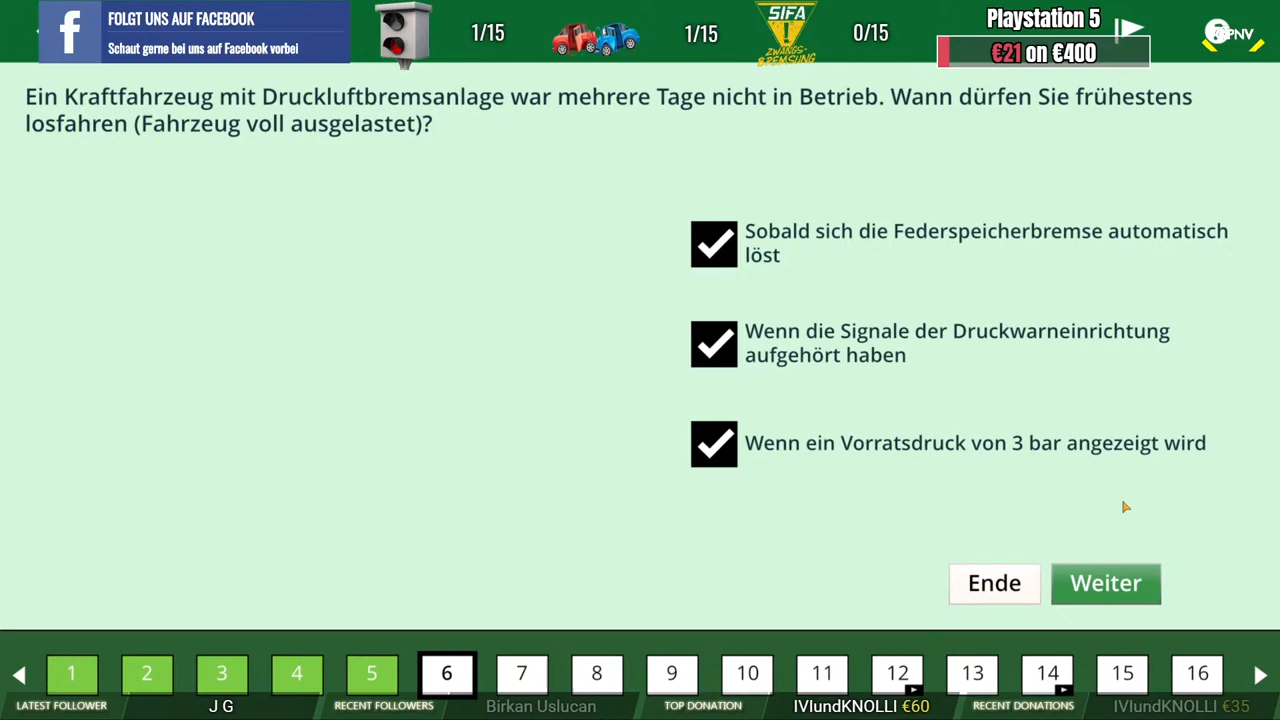 FOLGT UNS AUF FACEBOOK
Schaut gerne bei uns auf Facebook vorbei
1/15
1/15
SIFA
ZWANGS-
BREMSUNG
0/15
Playstation 5
€21 on €400
Ein Kraftfahrzeug mit Druckluftbremsanlage war mehrere Tage nicht in Betrieb. Wann dürfen Sie frühestens
losfahren (Fahrzeug voll ausgelastet)?
Sobald sich die Federspeicherbremse automatisch
löst
Wenn die Signale der Druckwarneinrichtung
aufgehört haben
Wenn ein Vorratsdruck von 3 bar angezeigt wird
Ende
Weiter
1 2 3 4 5 6 7 8 9 10 11 12 13 14 15 16
LATEST FOLLOWER J G RECENT FOLLOWERS Birkan Uslucan TOP DONATION IVIundKNOLLI €60 RECENT DONATIONS IVIundKNOLLI €35